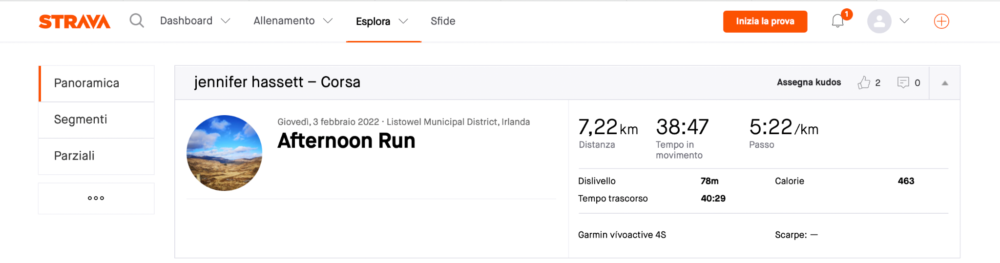 STRAVA Dashboard Allenamento Esplora Sfide Inizia la prova 1
Panoramica
Segmenti
Parziali
jennifer hassett – Corsa Assegna kudos 2 0
Giovedì, 3 febbraio 2022 · Listowel Municipal District, Irlanda
Afternoon Run
7,22 km 38:47 5:22 /km
Distanza Tempo in movimento Passo
Dislivello 78m Calorie 463
Tempo trascorso 40:29
Garmin vívoactive 4S Scarpe: —